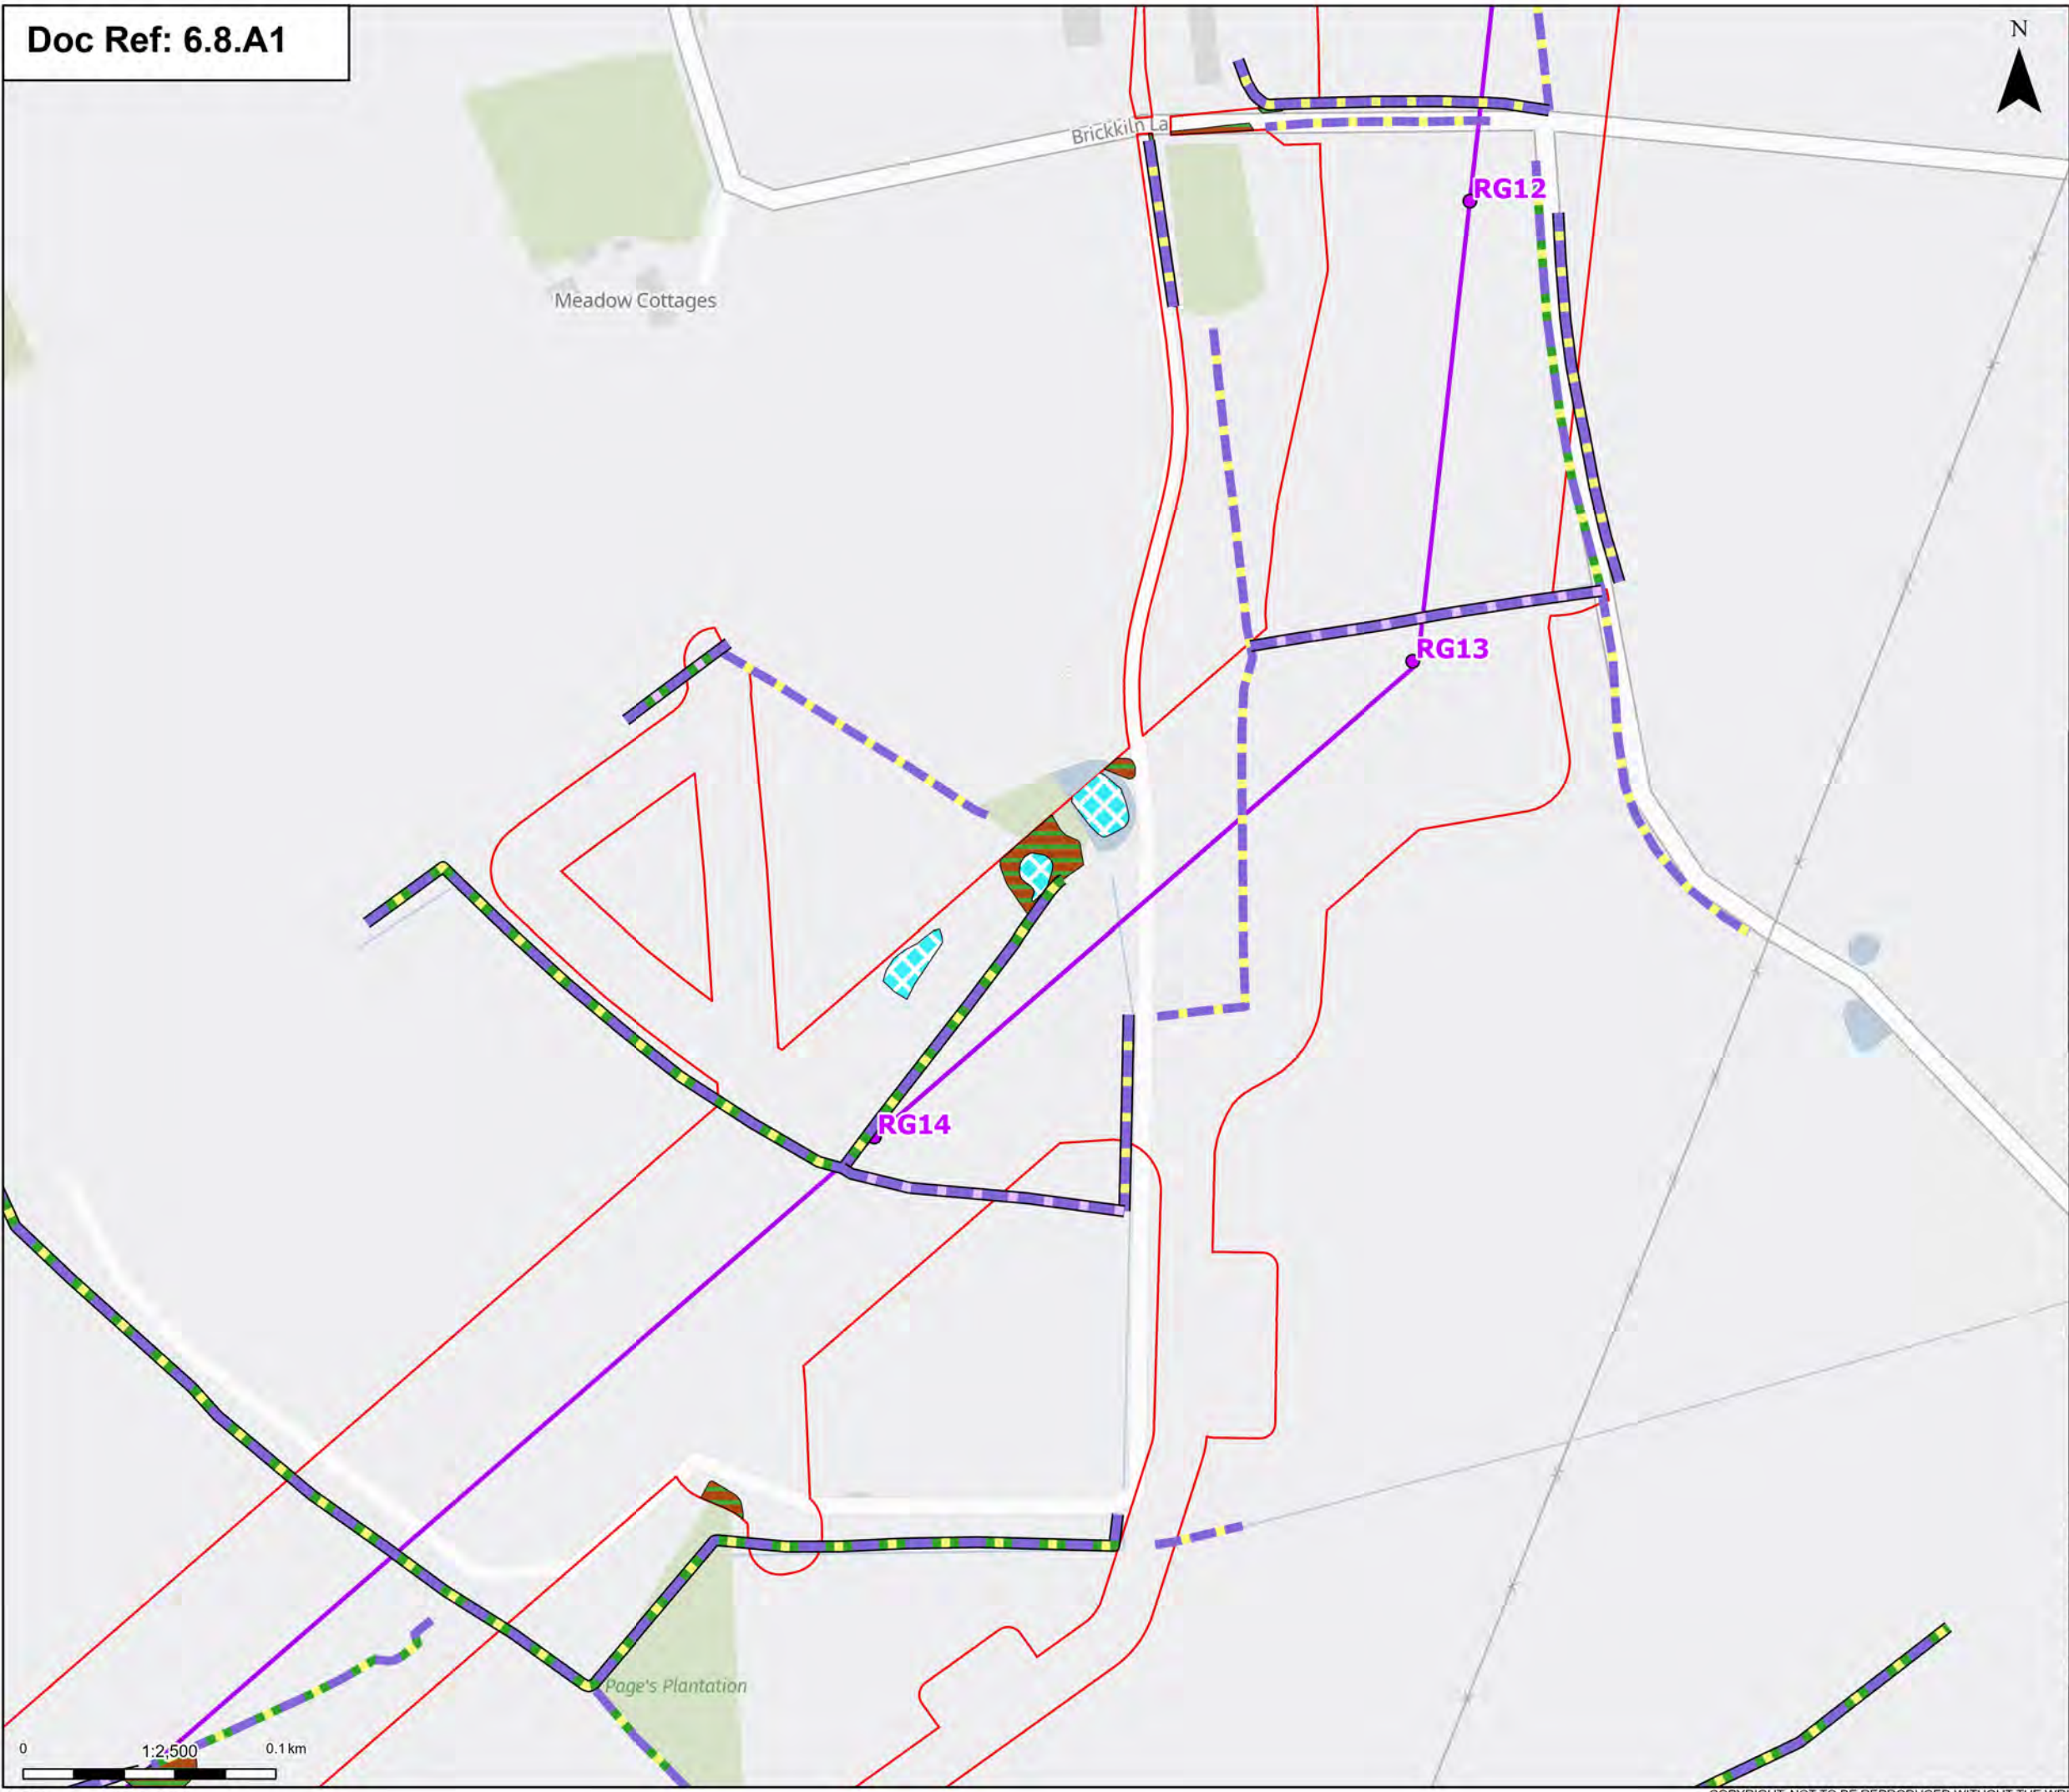 Doc Ref: 6.8.A1
N
Brickkiln La
RG12
Meadow Cottages
RG13
RG14
Page's Plantation
0 1:2,500 0.1 km